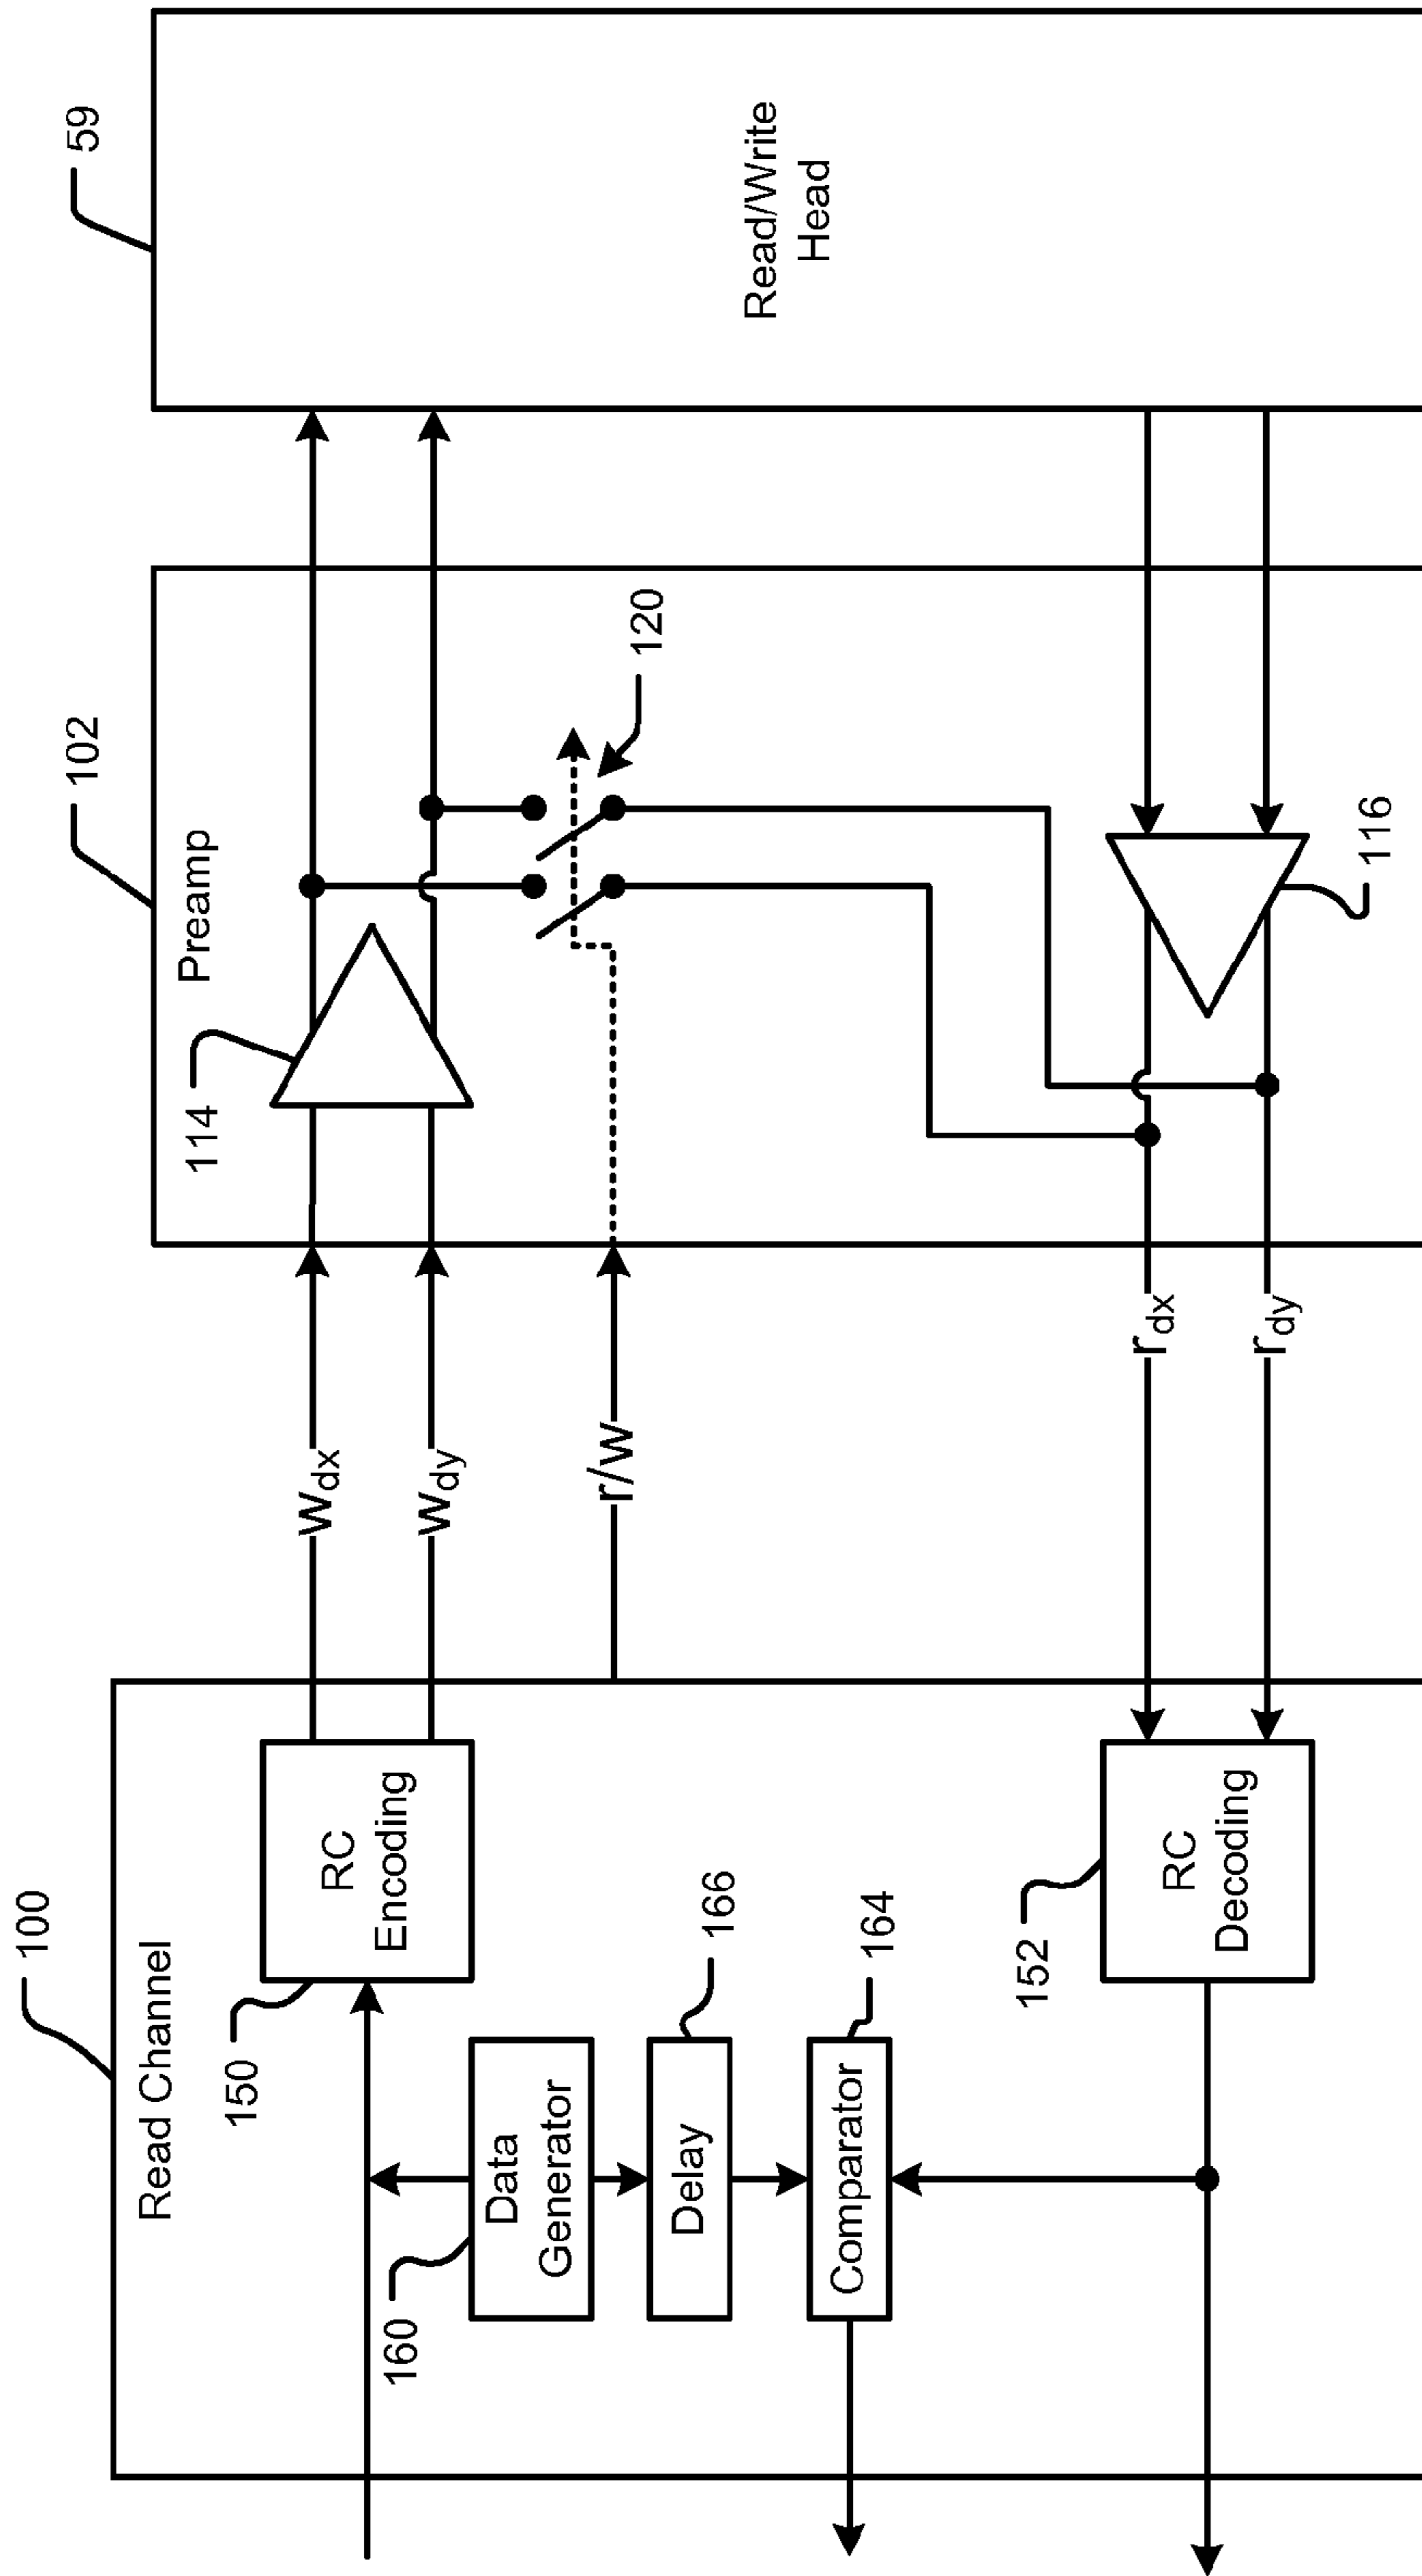 100
Read Channel
150
RC
Encoding
160
Data
Generator
166
Delay
164
Comparator
152
RC
Decoding
wdx
wdy
r/w
rdx
rdy
102
Preamp
114
120
116
59
Read/Write
Head